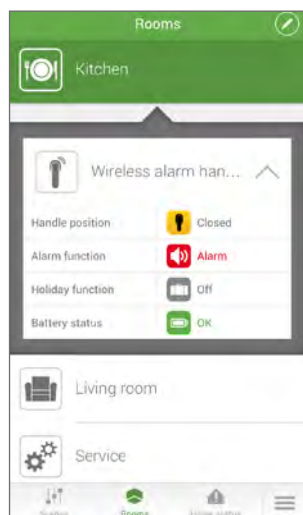 Rooms
Kitchen
Wireless alarm han...
Handle position Closed
Alarm function Alarm
Holiday function Off
Battery status OK
Living room
Service
Rooms